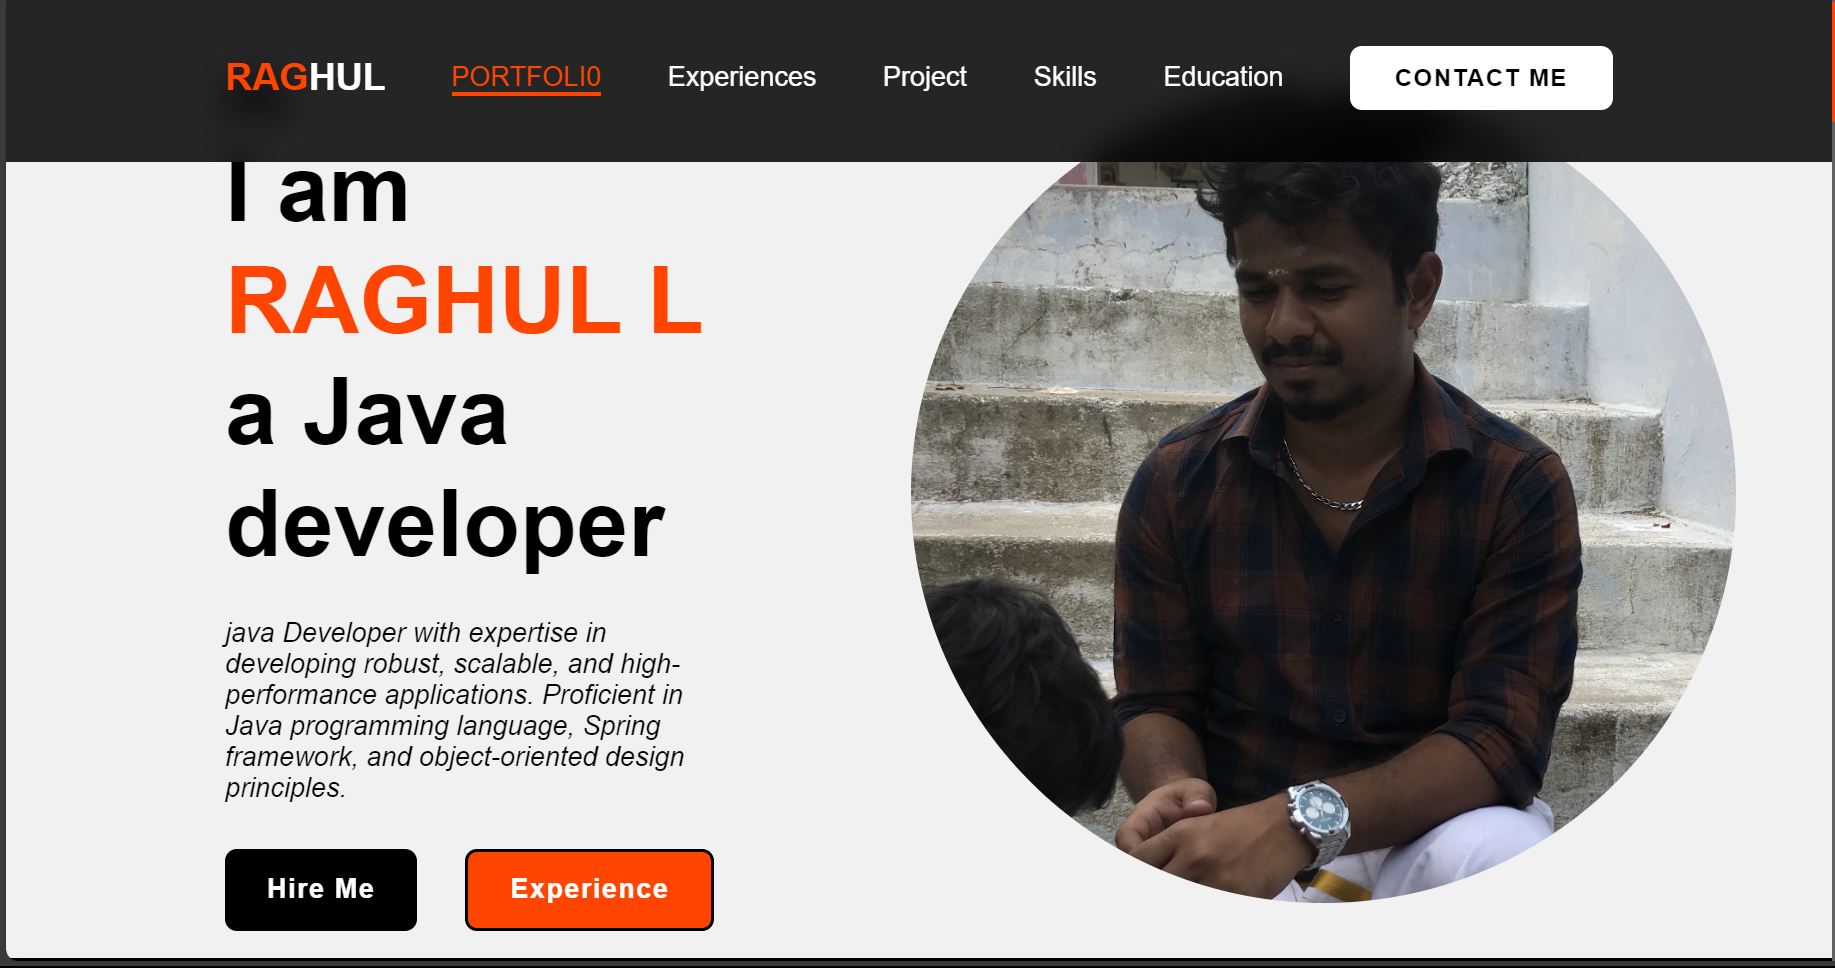 RAGHUL PORTFOLI0 Experiences Project Skills Education CONTACT ME
I am
RAGHUL L
a Java
developer
java Developer with expertise in
developing robust, scalable, and high-
performance applications. Proficient in
Java programming language, Spring
framework, and object-oriented design
principles.
Hire Me Experience